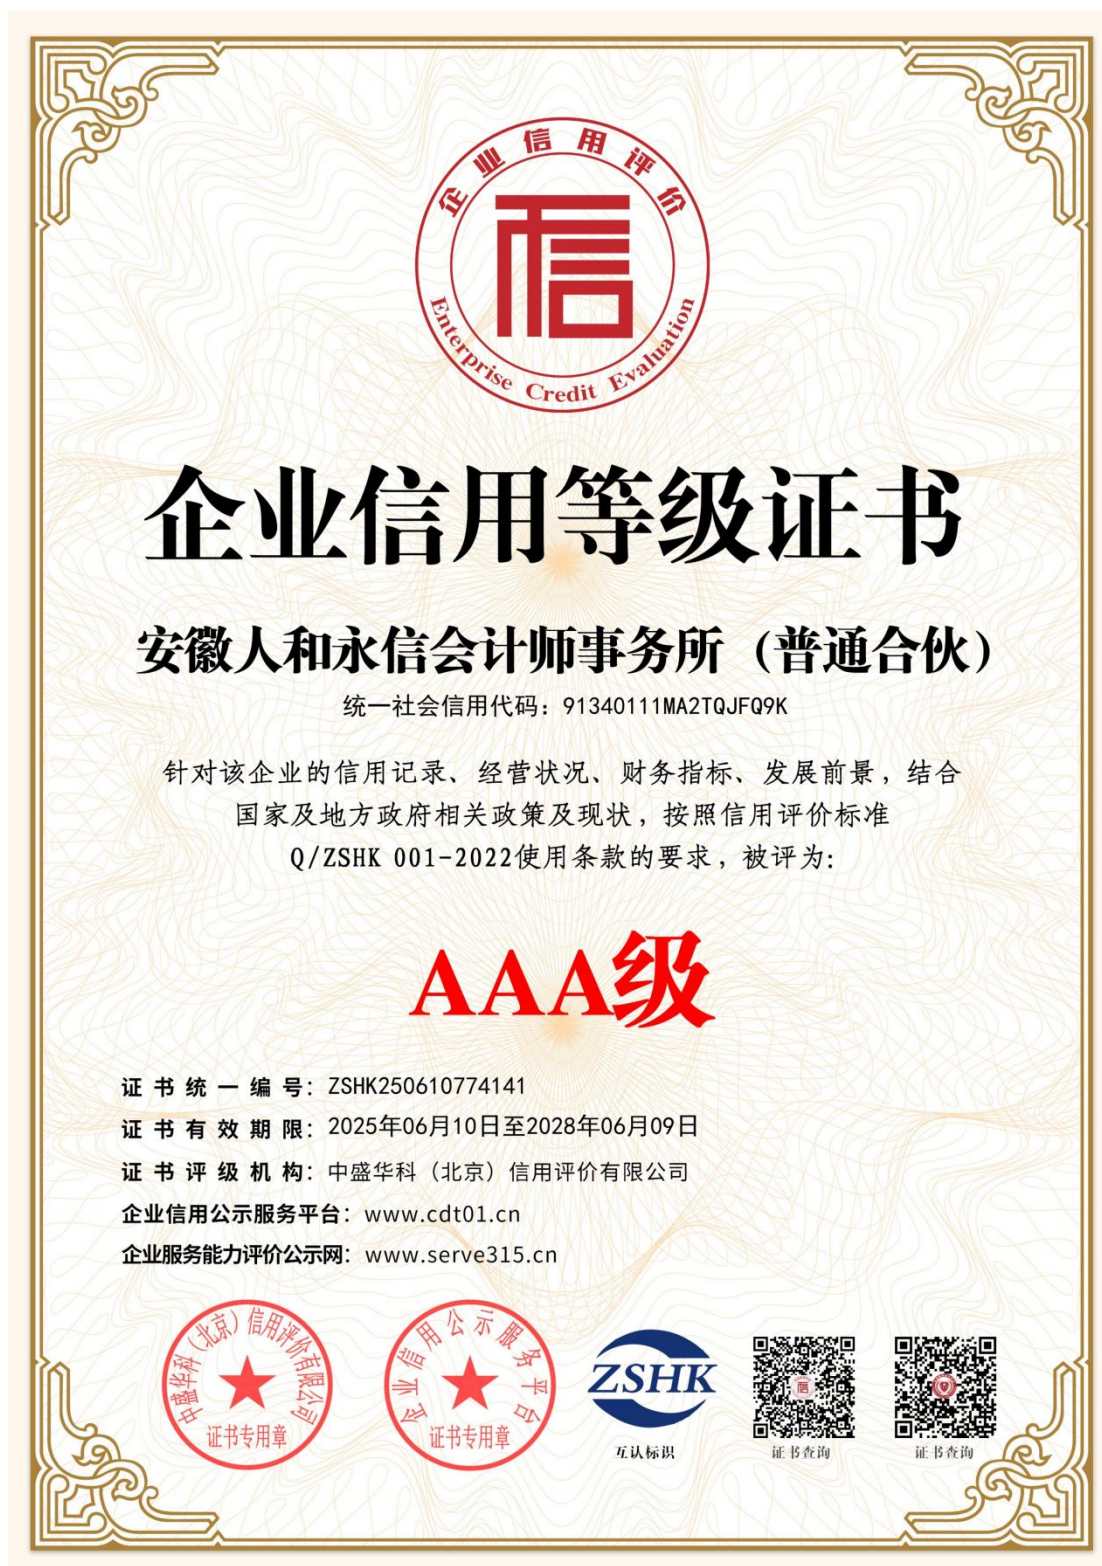 企业信用评价
信
Enterprise Credit Evaluation
企业信用等级证书
安徽人和永信会计师事务所（普通合伙）
统一社会信用代码：91340111MA2TQJFQ9K
针对该企业的信用记录、经营状况、财务指标、发展前景，结合
国家及地方政府相关政策及现状，按照信用评价标准
Q/ZSHK 001-2022使用条款的要求，被评为：
AAA级
证书统一编号：ZSHK250610774141
证书有效期限：2025年06月10日至2028年06月09日
证书评级机构：中盛华科（北京）信用评价有限公司
企业信用公示服务平台：www.cdt01.cn
企业服务能力评价公示网：www.serve315.cn
中盛华科（北京）信用评价有限公司
证书专用章
企业信用公示服务平台
证书专用章
ZSHK
互认标识
证书查询
证书查询